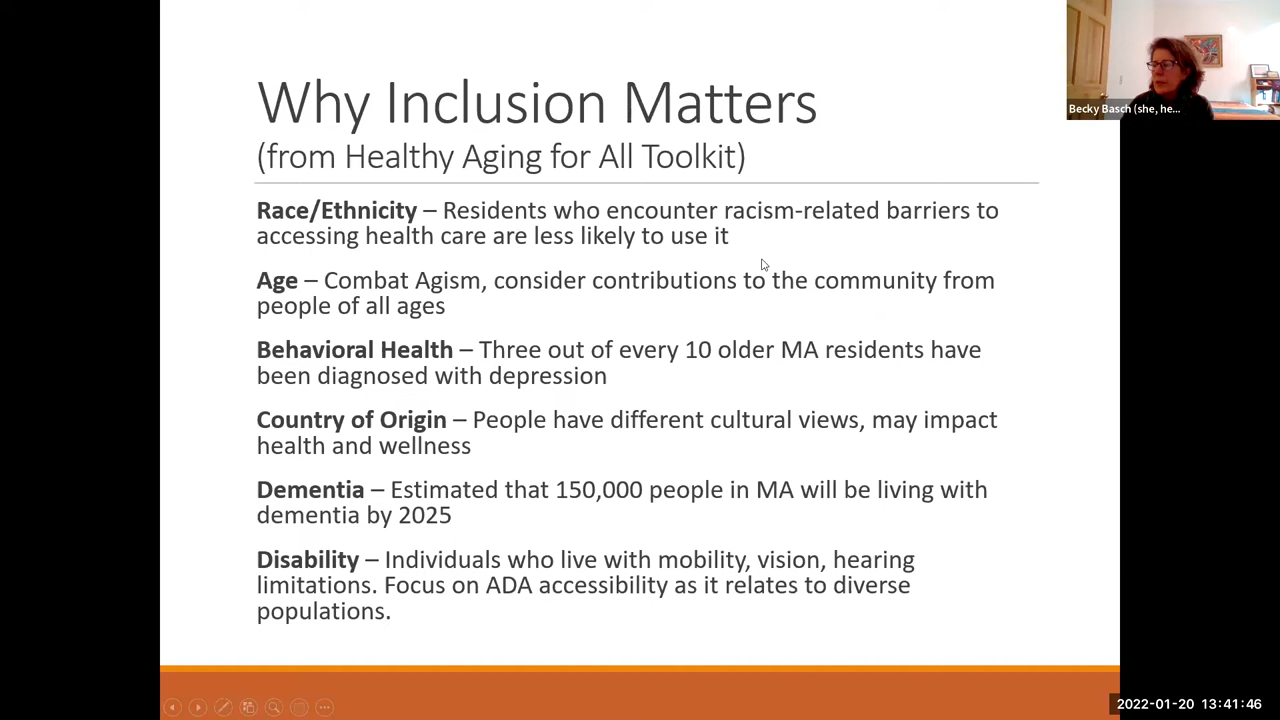 Why Inclusion Matters
(from Healthy Aging for All Toolkit)
Race/Ethnicity – Residents who encounter racism-related barriers to
accessing health care are less likely to use it
Age – Combat Agism, consider contributions to the community from
people of all ages
Behavioral Health – Three out of every 10 older MA residents have
been diagnosed with depression
Country of Origin – People have different cultural views, may impact
health and wellness
Dementia – Estimated that 150,000 people in MA will be living with
dementia by 2025
Disability – Individuals who live with mobility, vision, hearing
limitations. Focus on ADA accessibility as it relates to diverse
populations.
Becky Basch (she, he...
2022-01-20 13:41:46